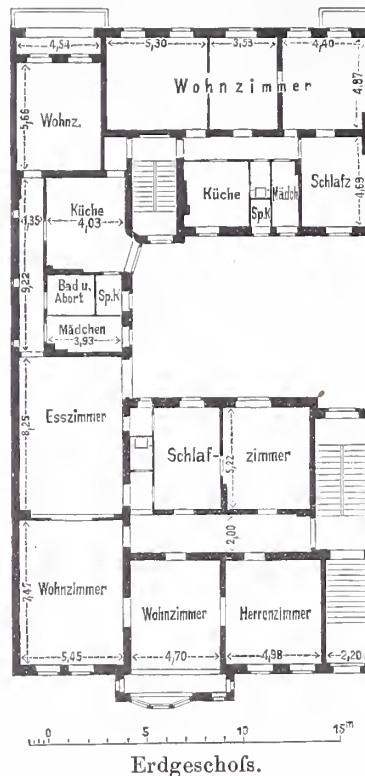 4,54 5,30 3,53 4,40
Wohnzimmer
4,87
5,66
Wohnz.
Küche
4,03
Küche Sp.K Mädch. Schlafz
4,69
4,35
9,22
Bad u. Abort Sp.K
Mädchen
3,93
8,25
Esszimmer
Schlaf- zimmer
5,22
2,00
7,47
Wohnzimmer
Wohnzimmer
Herrenzimmer
5,45 4,70 4,98 2,20
0 5 10 15m
Erdgeschoſs.